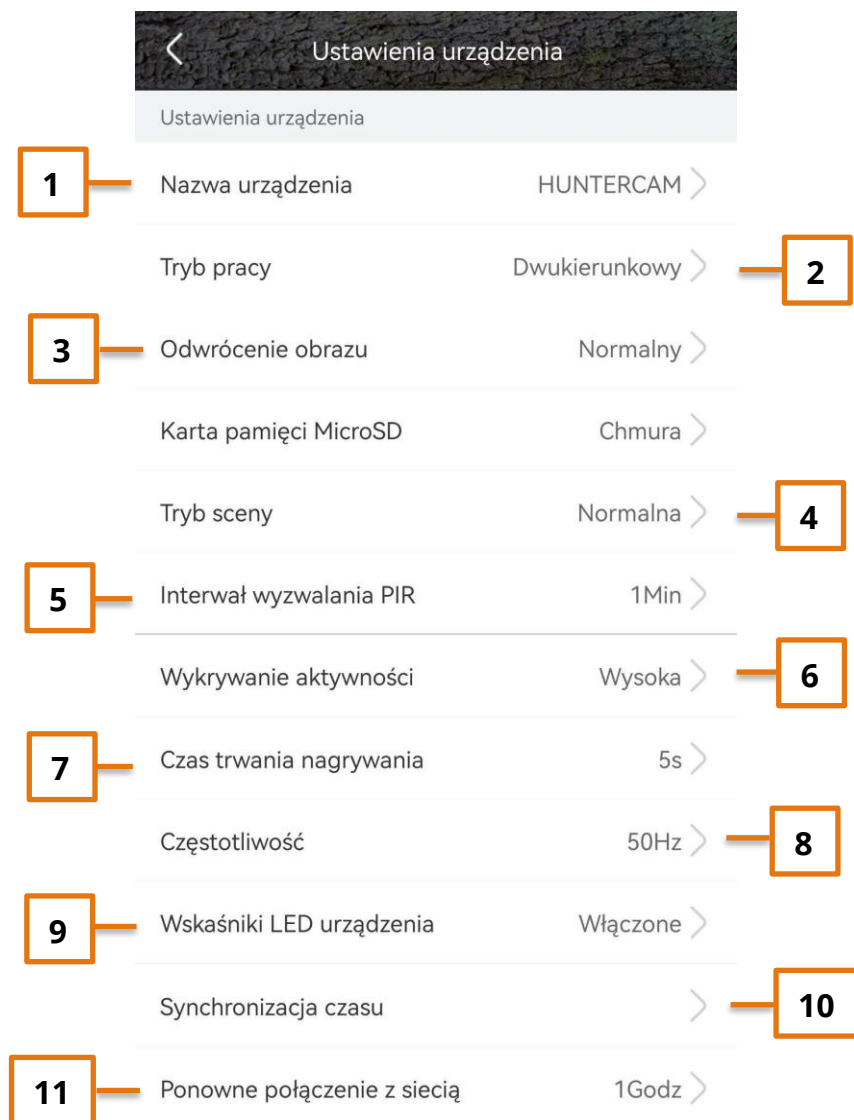 Ustawienia urządzenia
Ustawienia urządzenia
1 Nazwa urządzenia HUNTERCAM
Tryb pracy Dwukierunkowy 2
3 Odwrócenie obrazu Normalny
Karta pamięci MicroSD Chmura
Tryb sceny Normalna 4
5 Interwał wyzwalania PIR 1Min
Wykrywanie aktywności Wysoka 6
7 Czas trwania nagrywania 5s
Częstotliwość 50Hz 8
9 Wskaśniki LED urządzenia Włączone
Synchronizacja czasu 10
11 Ponowne połączenie z siecią 1Godz